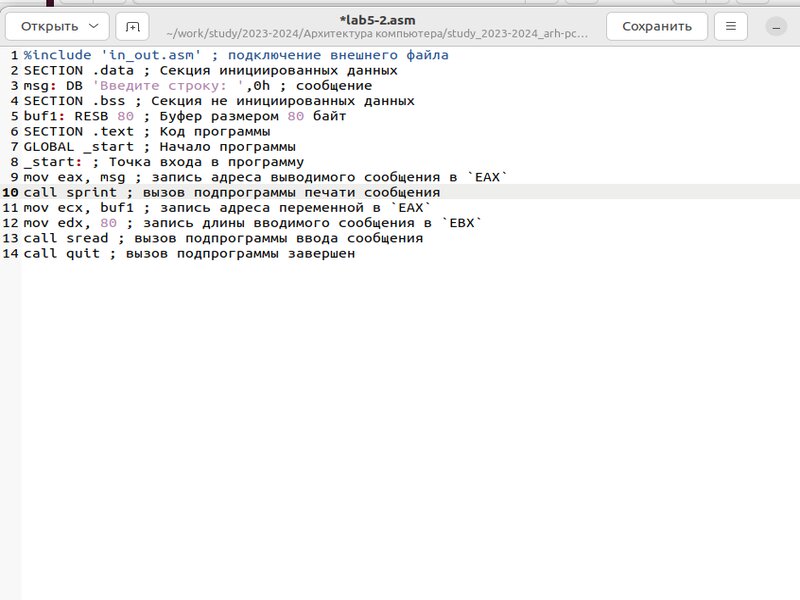 Открыть
*lab5-2.asm
~/work/study/2023-2024/Архитектура компьютера/study_2023-2024_arh-pc...
Сохранить
1 %include 'in_out.asm' ; подключение внешнего файла
2 SECTION .data ; Секция инициированных данных
3 msg: DB 'Введите строку: ',0h ; сообщение
4 SECTION .bss ; Секция не инициированных данных
5 buf1: RESB 80 ; Буфер размером 80 байт
6 SECTION .text ; Код программы
7 GLOBAL _start ; Начало программы
8 _start: ; Точка входа в программу
9 mov eax, msg ; запись адреса выводимого сообщения в `EAX`
10 call sprint ; вызов подпрограммы печати сообщения
11 mov ecx, buf1 ; запись адреса переменной в `EAX`
12 mov edx, 80 ; запись длины вводимого сообщения в `EBX`
13 call sread ; вызов подпрограммы ввода сообщения
14 call quit ; вызов подпрограммы завершен